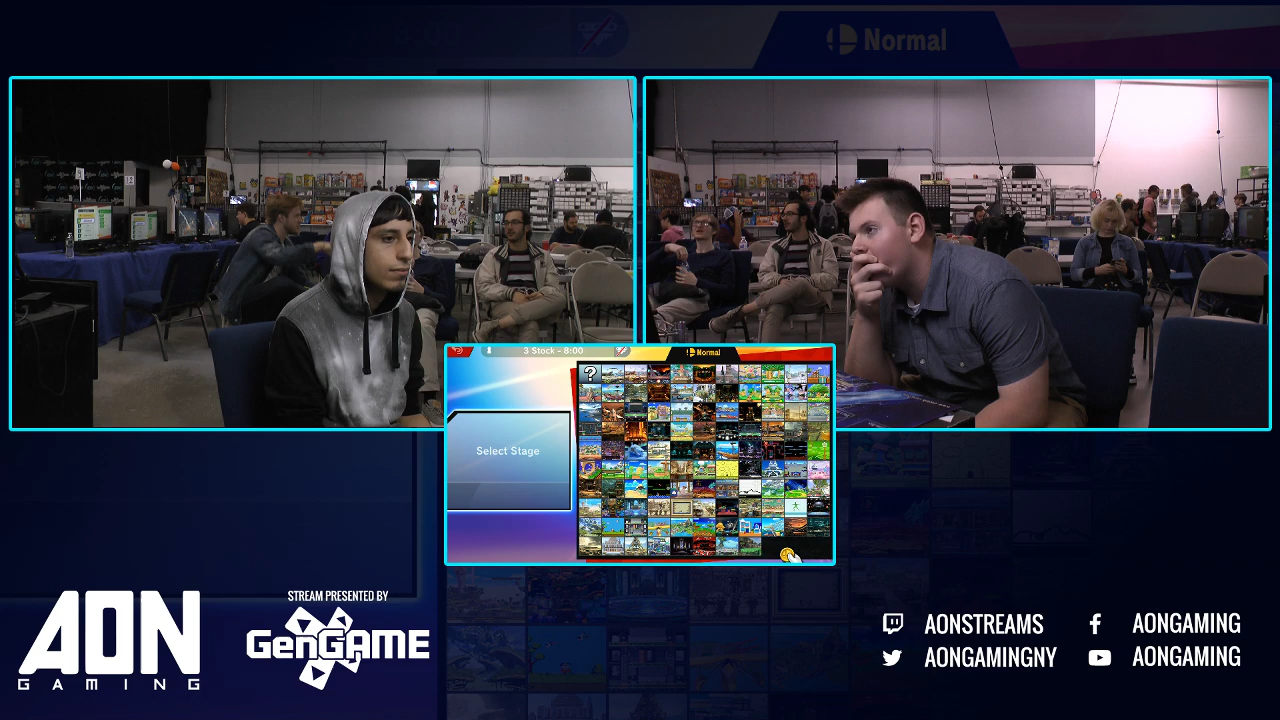 Normal
3 Stock - 8:00
Normal
Select Stage
AON
GAMING
STREAM PRESENTED BY
GenGAME
AONSTREAMS
AONGAMING
AONGAMINGNY
AONGAMING